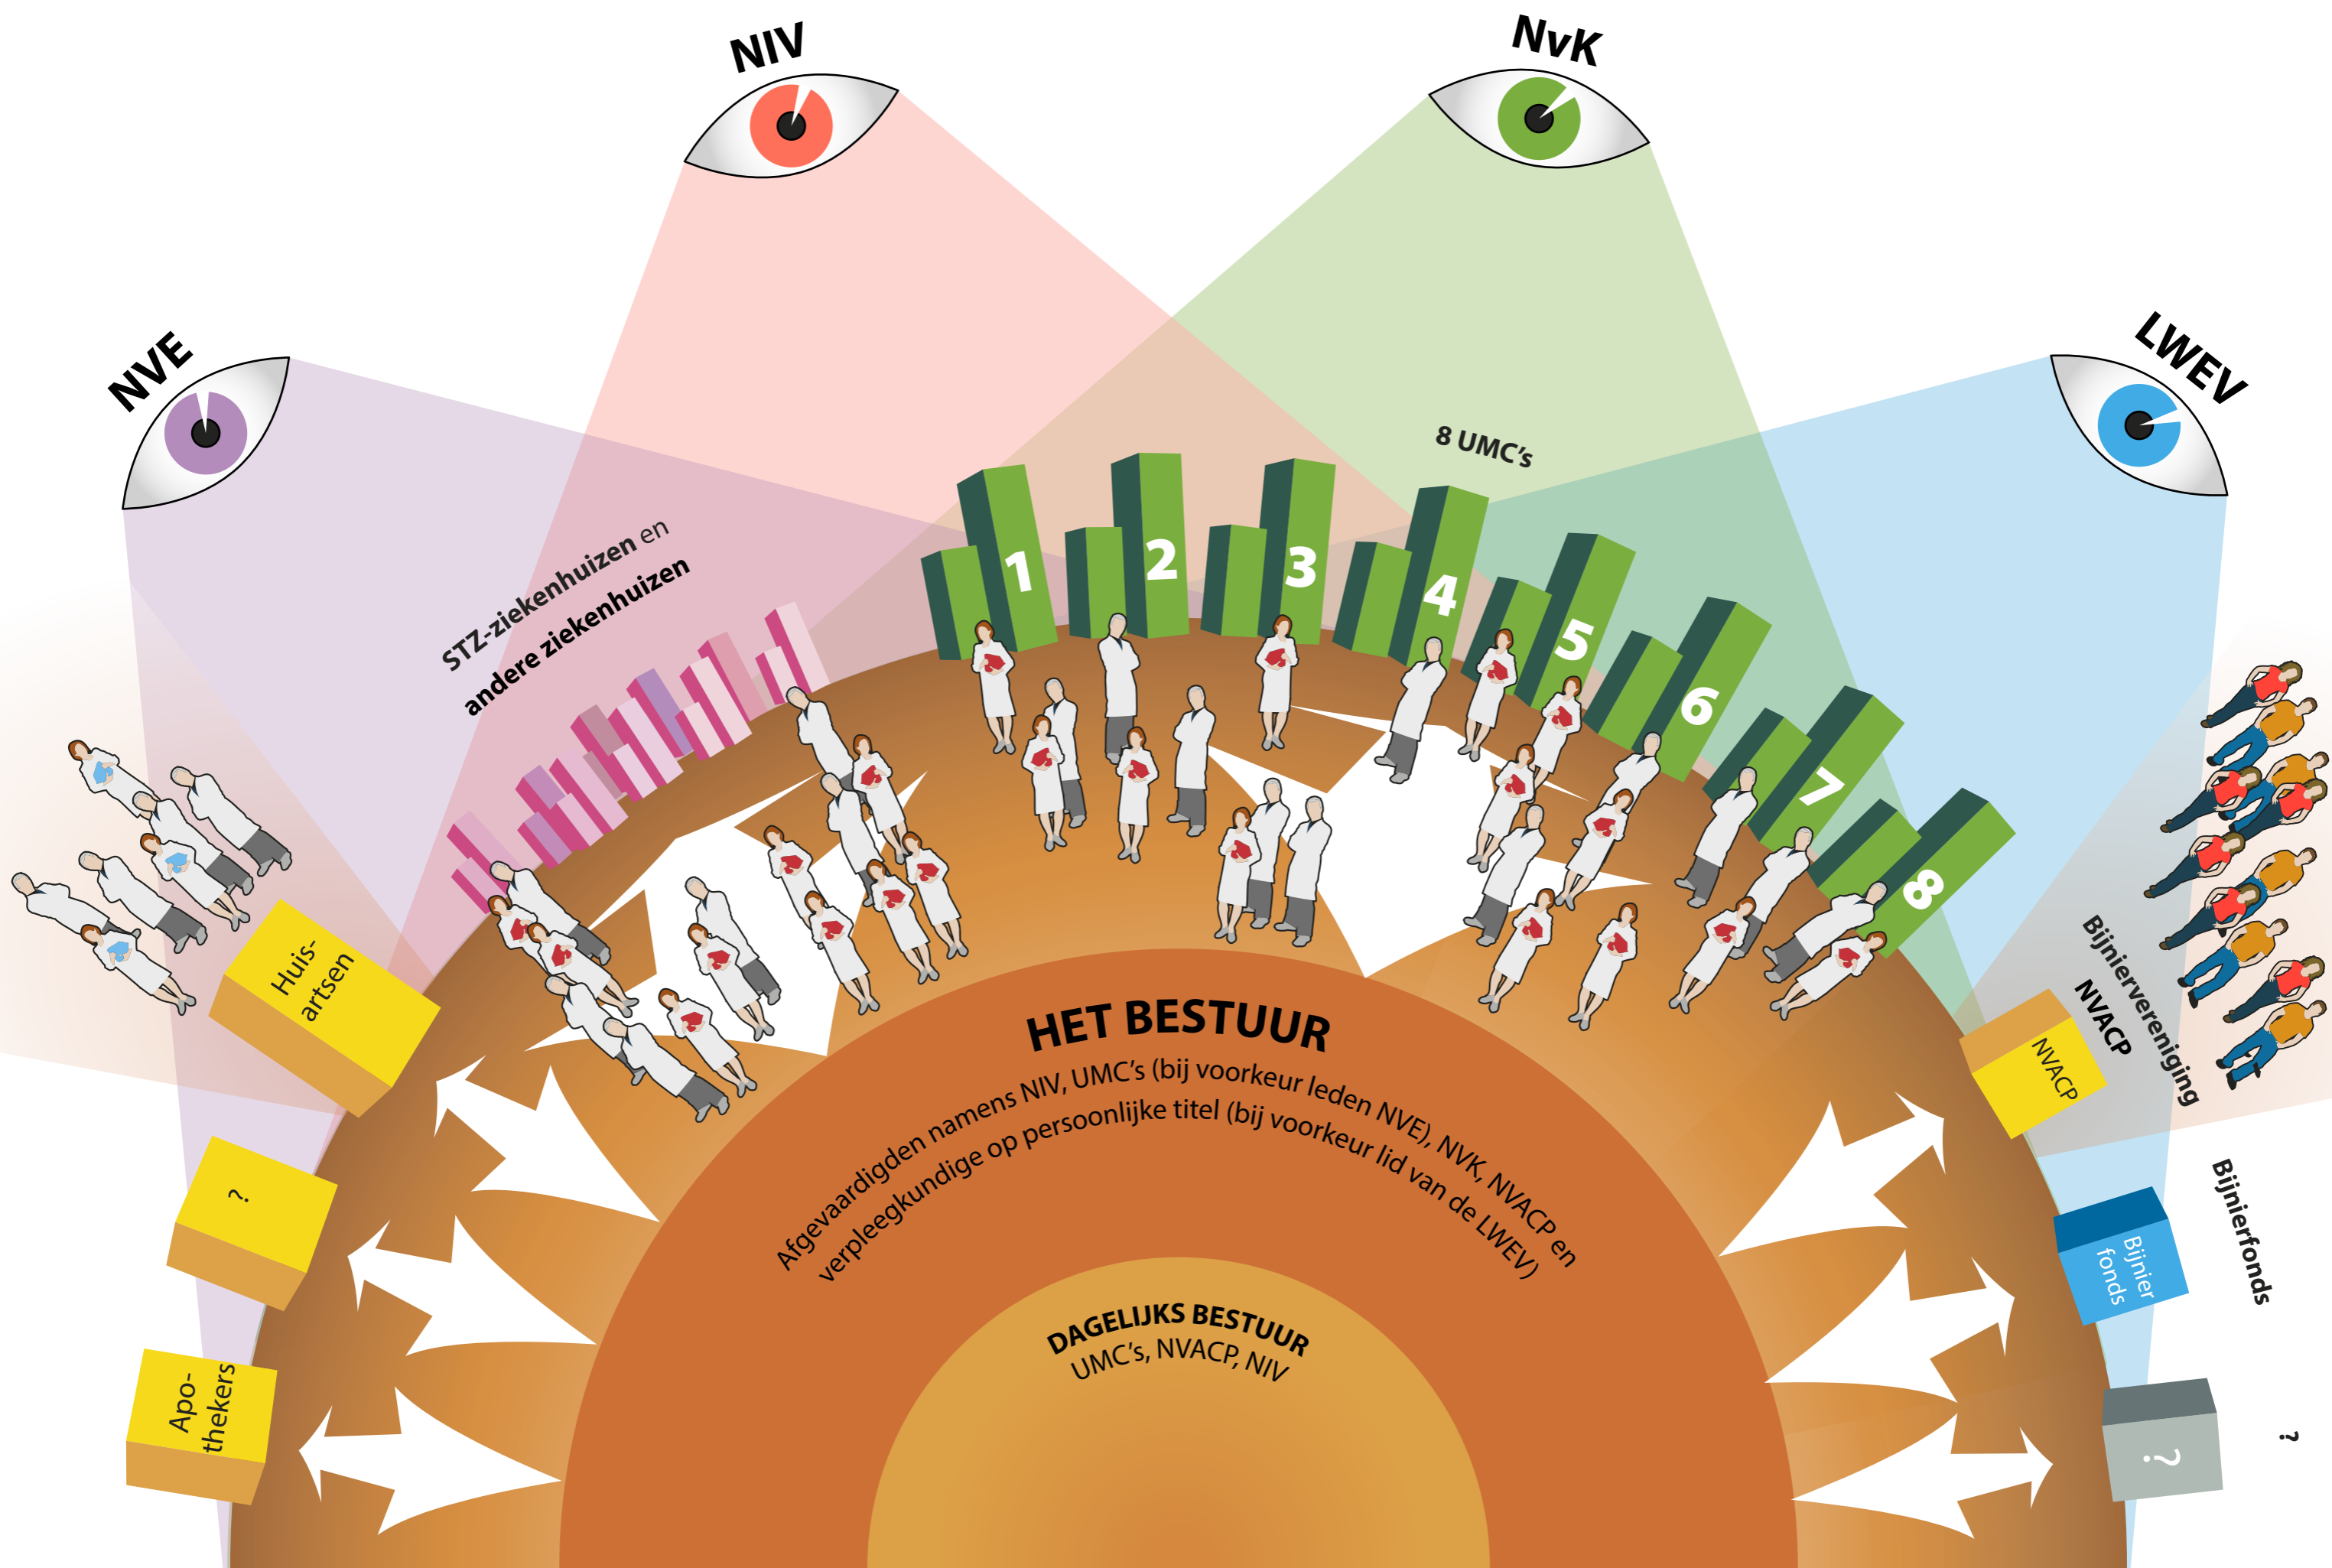 NIV
NvK
NVE
LWEV
8 UMC's
STZ-ziekenhuizen en
andere ziekenhuizen
1
2
3
4
5
6
7
8
Huis-
artsen
?
Apo-
thekers
Bijniervereniging
NVACP
NVACP
Bijnierfonds
Bijnier
fonds
?
?
HET BESTUUR
Afgevaardigden namens NIV, UMC's (bij voorkeur leden NVE), NVK, NVACP en
verpleegkundige op persoonlijke titel (bij voorkeur lid van de LWEV)
DAGELIJKS BESTUUR
UMC's, NVACP, NIV